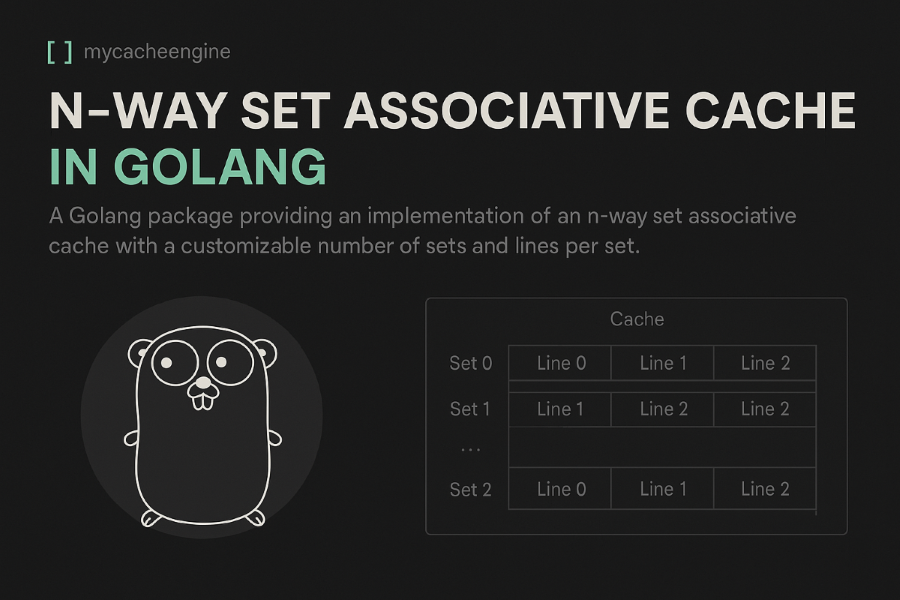 [ ] mycacheengine
N-WAY SET ASSOCIATIVE CACHE
IN GOLANG
A Golang package providing an implementation of an n-way set associative
cache with a customizable number of sets and lines per set.
Cache
Set 0 Line 0 Line 1 Line 2
Set 1 Line 1 Line 2 Line 2
...
Set 2 Line 0 Line 1 Line 2